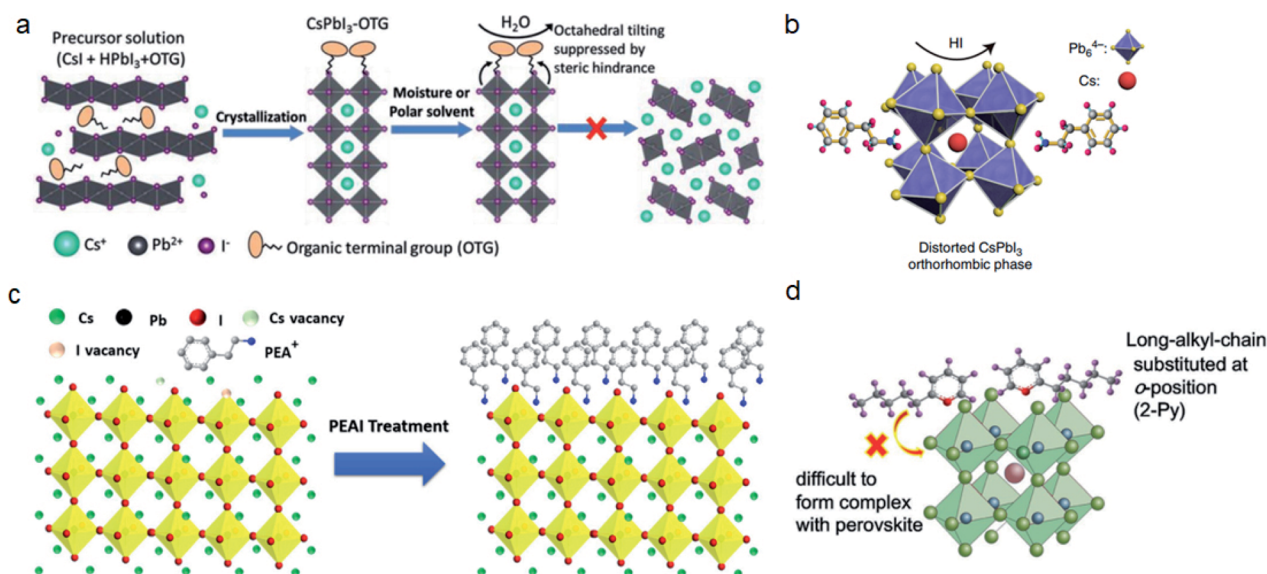 a
Precursor solution
(CsI + HPbI3+OTG)
Crystallization
CsPbI3-OTG
Moisture or
Polar solvent
H2O
Octahedral tilting
suppressed by
steric hindrance
Cs+
Pb2+
I-
Organic terminal group (OTG)
b
HI
Pb64-:
Cs:
Distorted CsPbI3
orthorhombic phase
c
Cs
Pb
I
Cs vacancy
I vacancy
PEA+
PEAI Treatment
d
Long-alkyl-chain
substituted at
o-position
(2-Py)
difficult to
form complex
with perovskite